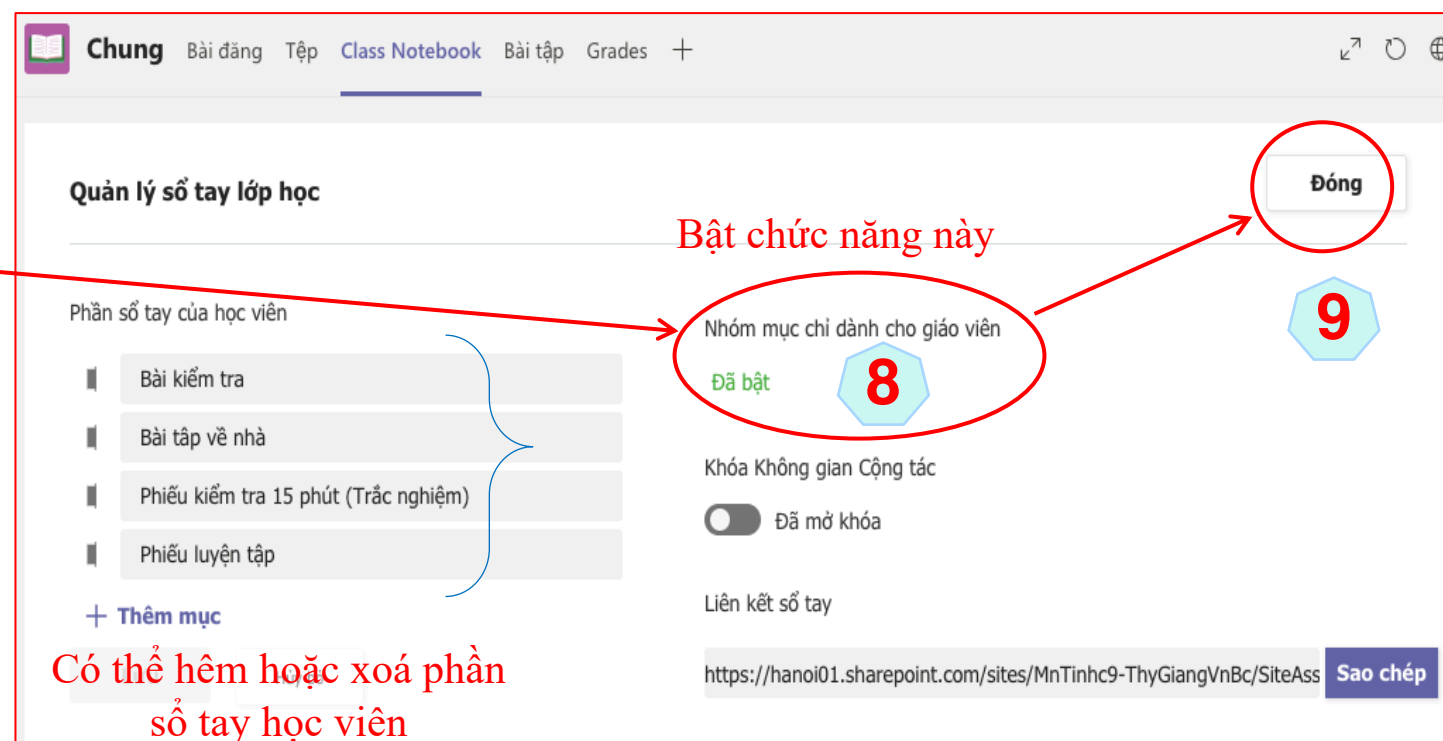 Chung Bài đăng Tệp Class Notebook Bài tập Grades +
Quản lý sổ tay lớp học
Đóng
Bật chức năng này
9
Phần sổ tay của học viên
Nhóm mục chỉ dành cho giáo viên
Bài kiểm tra
Đã bật
8
Bài tâp về nhà
Khóa Không gian Cộng tác
Phiếu kiểm tra 15 phút (Trắc nghiệm)
Đã mở khóa
Phiếu luyện tập
+ Thêm mục
Liên kết sổ tay
Có thể hêm hoặc xoá phần
sổ tay học viên
https://hanoi01.sharepoint.com/sites/MnTinhc9-ThyGiangVnBc/SiteAss
Sao chép